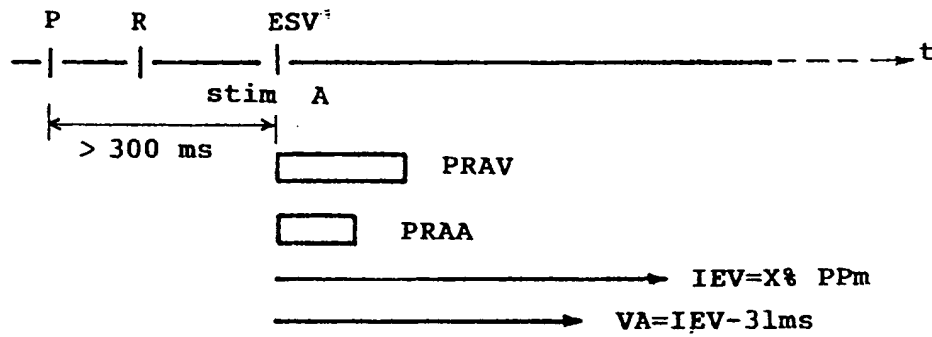 P R ESV
t
stim A
> 300 ms
PRAV
PRAA
IEV=X% PPm
VA=IEV-31ms